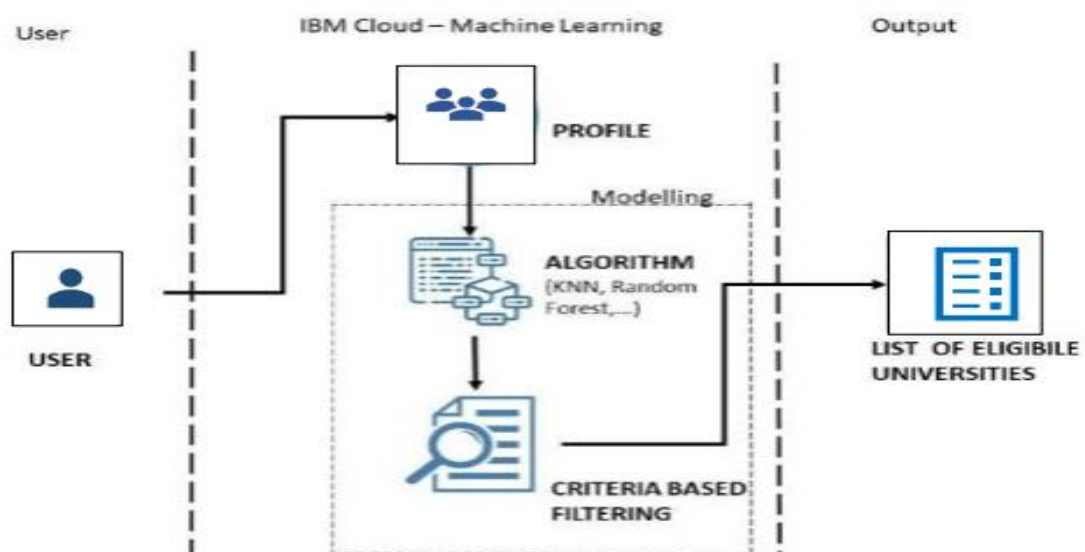 User
IBM Cloud – Machine Learning
Output
PROFILE
Modelling
ALGORITHM
(KNN, Random
Forest,...)
USER
LIST OF ELIGIBILE
UNIVERSITIES
CRITERIA BASED
FILTERING